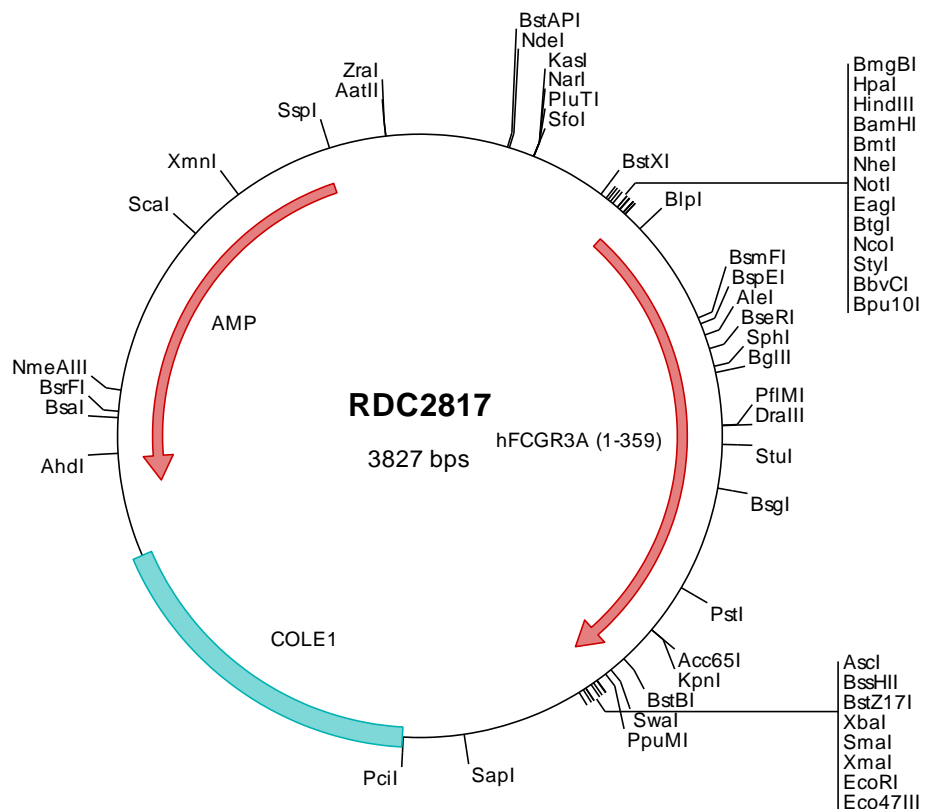 BstAPI
NdeI
KasI
NarI
PluTI
SfoI
ZraI
AatII
SspI
XmnI
ScaI
BstXI
BlpI
BmgBI
HpaI
HindIII
BamHI
BmtI
NheI
NotI
EagI
BtgI
NcoI
StyI
BbvCI
Bpu10I
BsmFI
BspEI
AleI
BseRI
SphI
BglII
PflMI
DraIII
StuI
BsgI
AMP
NmeAIII
BsrFI
BsaI
AhdI
RDC2817
3827 bps
hFCGR3A (1-359)
COLE1
PstI
Acc65I
KpnI
BstBI
SwaI
PpuMI
AscI
BssHII
BstZ17I
XbaI
SmaI
XmaI
EcoRI
Eco47III
SapI
PciI